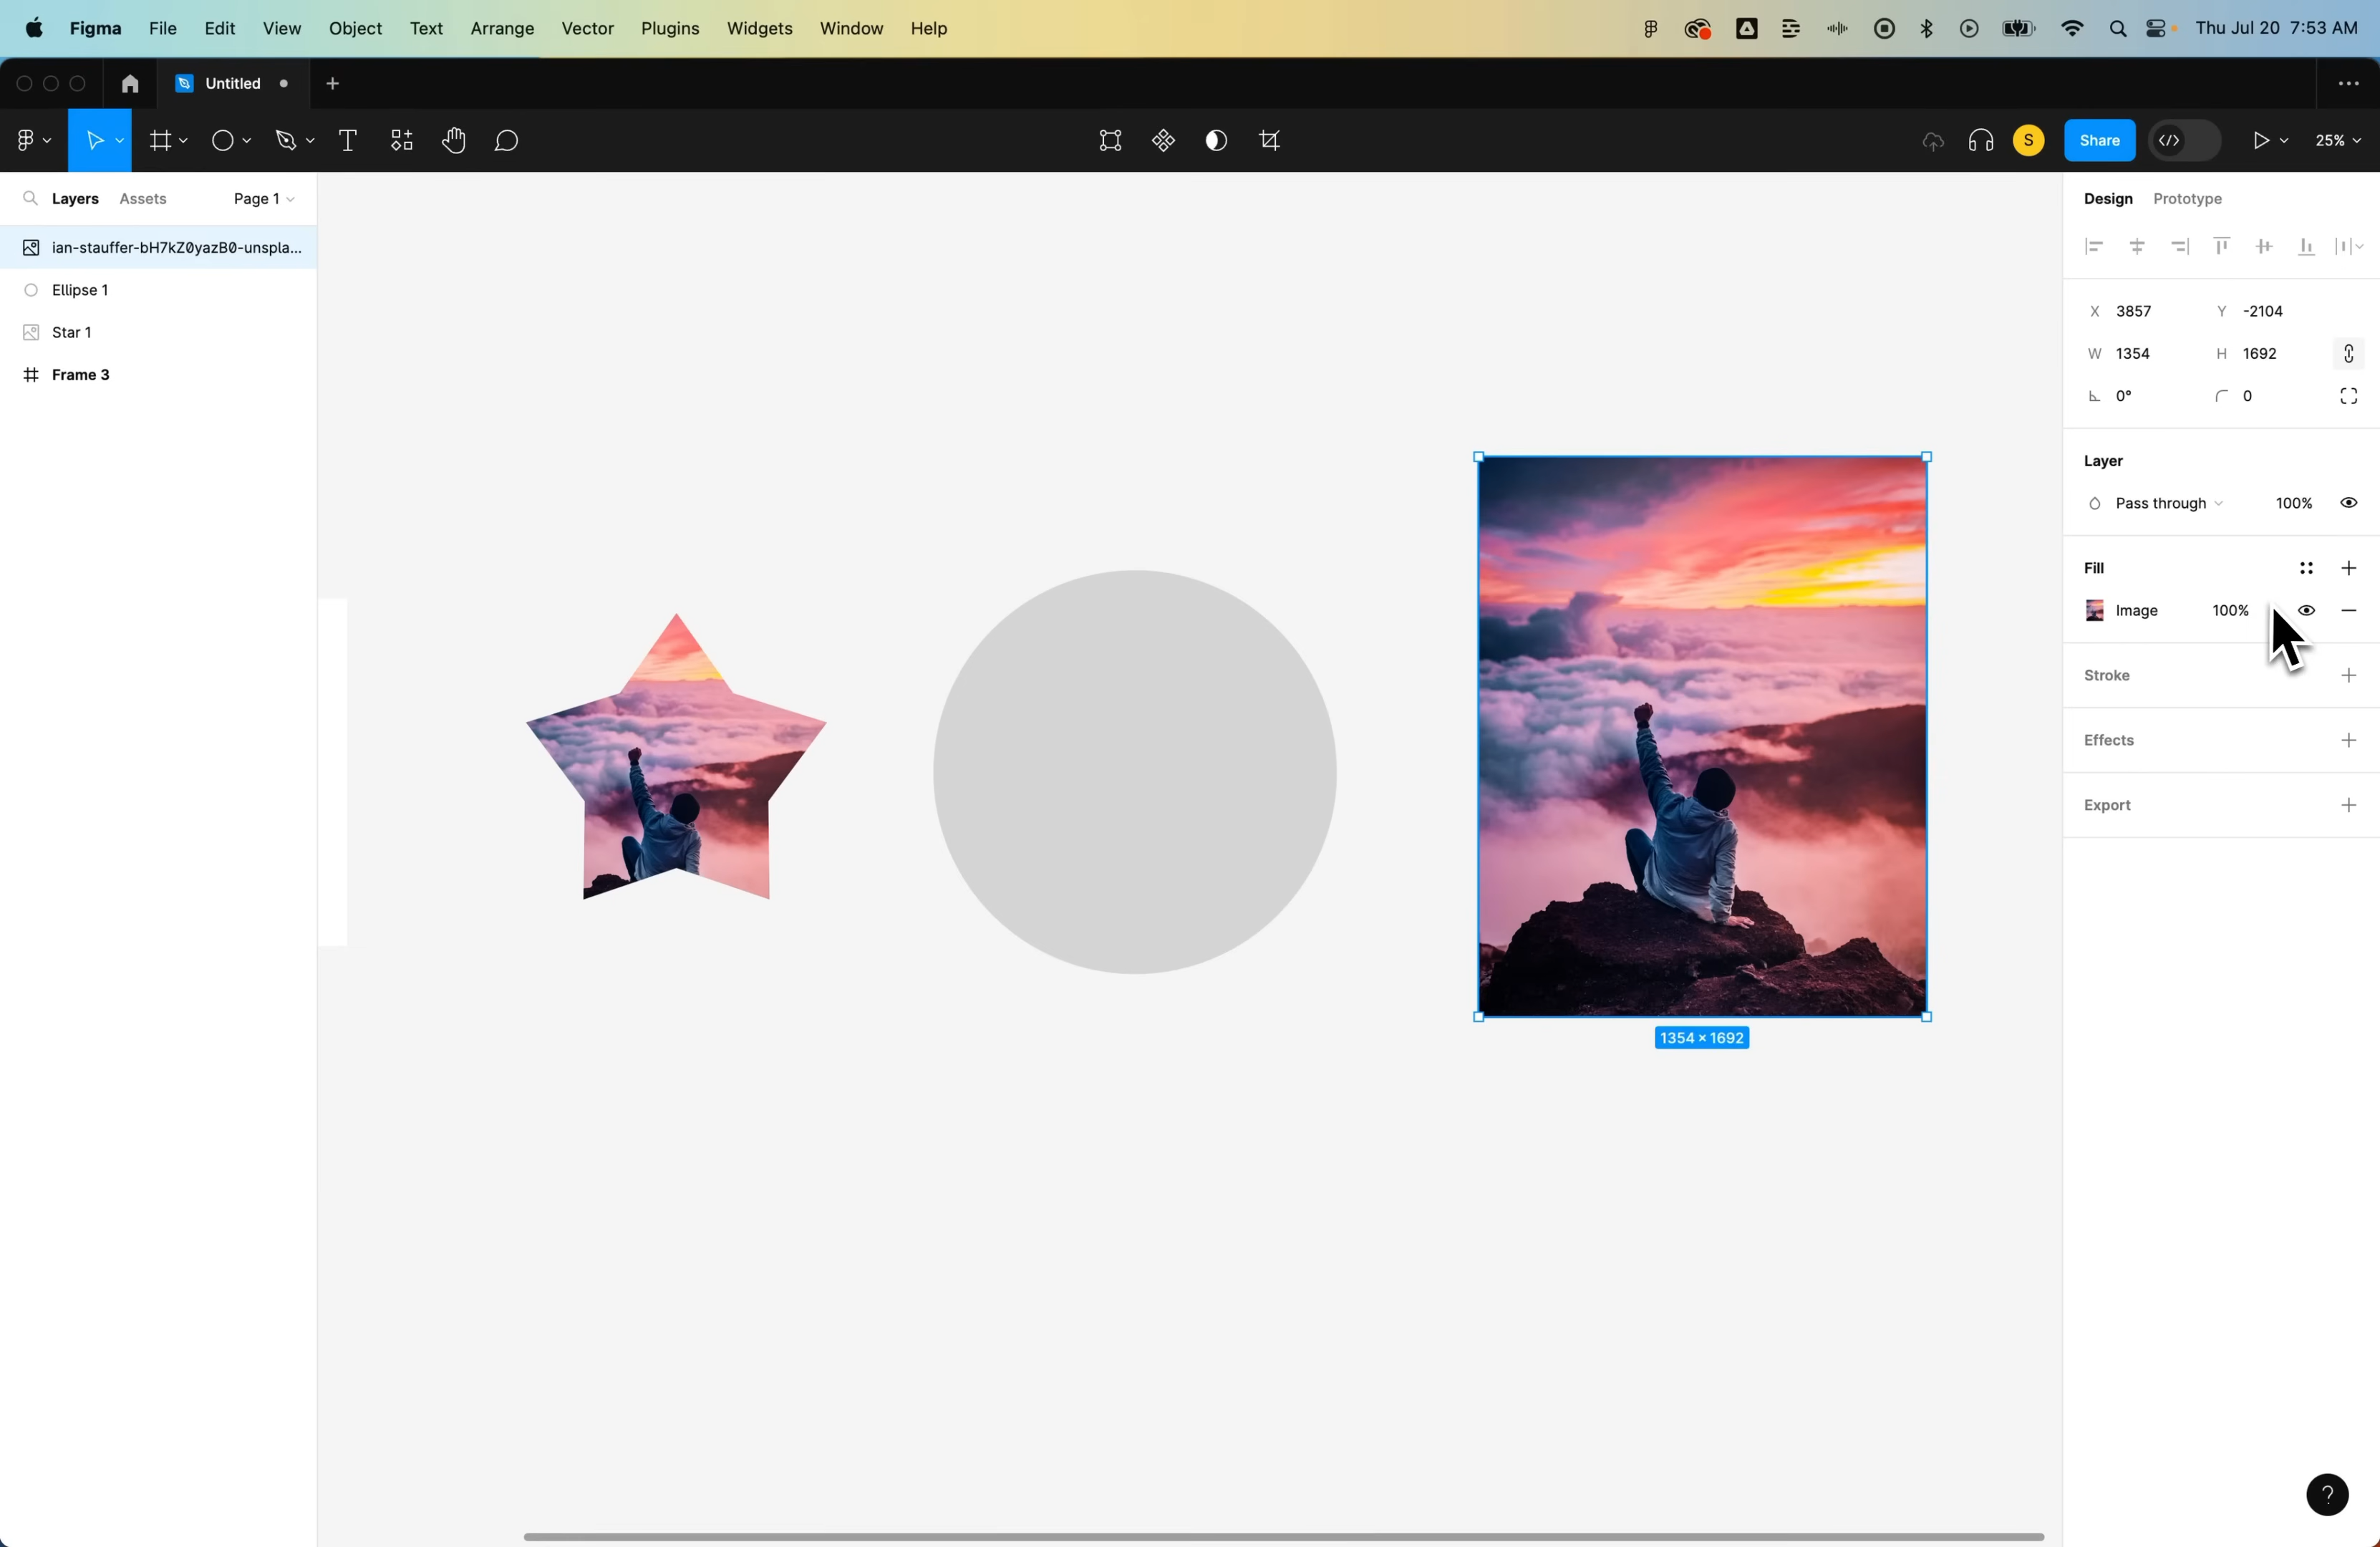 Figma File Edit View Object Text Arrange Vector Plugins Widgets Window Help Thu Jul 20 7:53 AM
Untitled
S Share 25%
Layers Assets Page 1 Design Prototype
ian-stauffer-bH7kZ0yazB0-unspla...
Ellipse 1
Star 1
Frame 3
X 3857 Y -2104
W 1354 H 1692
0° 0
Layer
Pass through 100%
Fill
Image 100%
Stroke
Effects
Export
1354 × 1692
?